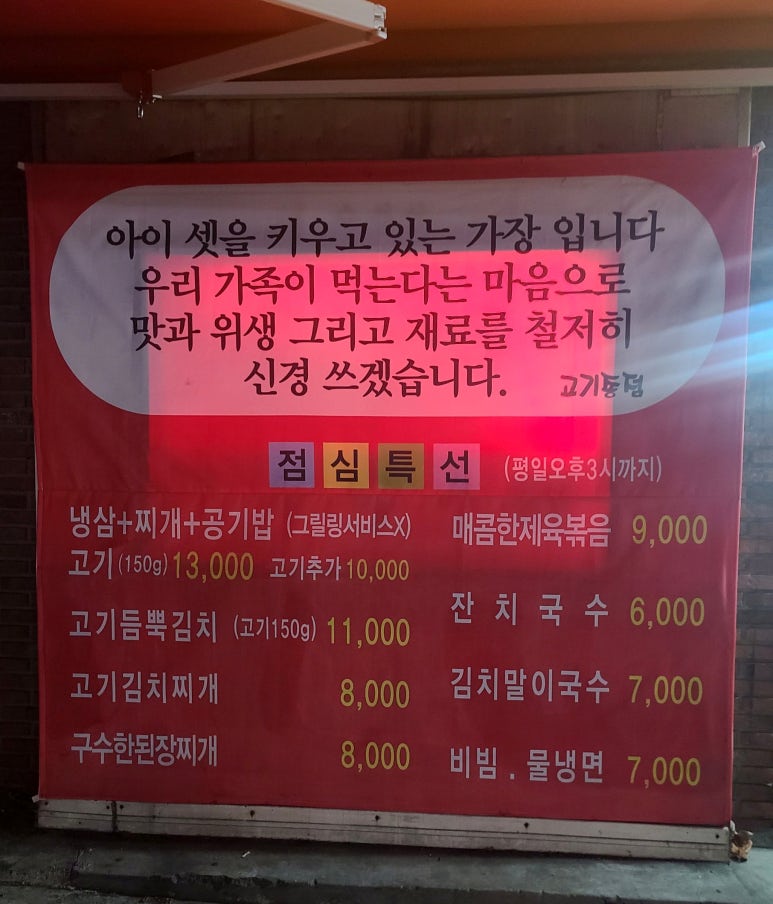 아이 셋을 키우고 있는 가장 입니다
우리 가족이 먹는다는 마음으로
맛과 위생 그리고 재료를 철저히
신경 쓰겠습니다. 고기통점
점심특선 (평일오후3시까지)
냉삼+찌개+공기밥 (그릴링서비스X)
고기(150g) 13,000 고기추가 10,000
고기듬뿍김치 (고기150g) 11,000
고기김치찌개 8,000
구수한된장찌개 8,000
매콤한제육볶음 9,000
잔치국수 6,000
김치말이국수 7,000
비빔 . 물냉면 7,000